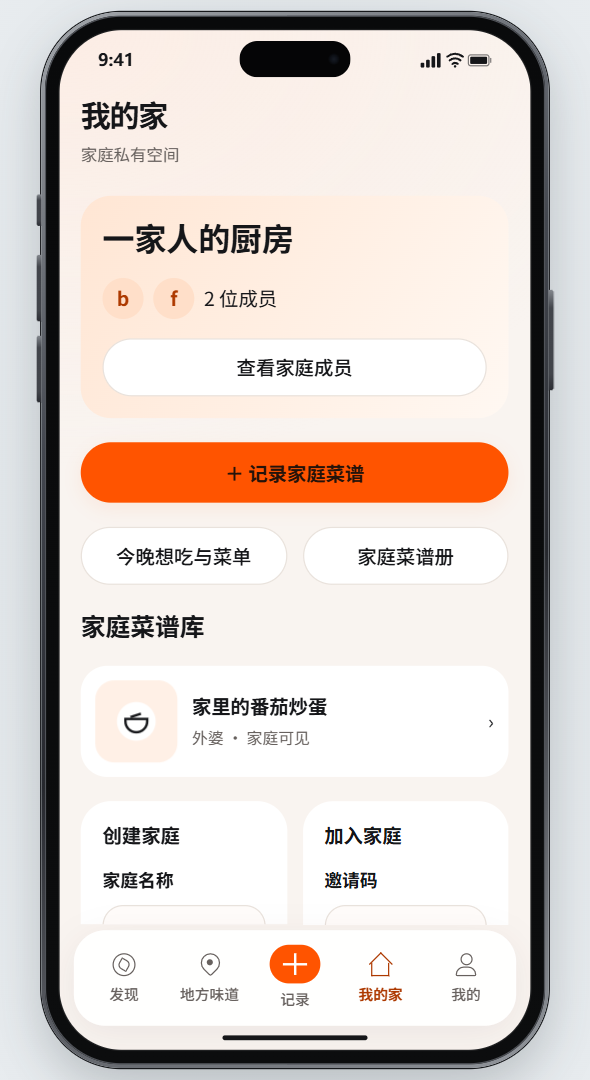 9:41
我的家
家庭私有空间
一家人的厨房
b f 2 位成员
查看家庭成员
+ 记录家庭菜谱
今晚想吃与菜单 家庭菜谱册
家庭菜谱库
家里的番茄炒蛋
外婆 · 家庭可见
创建家庭 加入家庭
家庭名称 邀请码
发现 地方味道 记录 我的家 我的